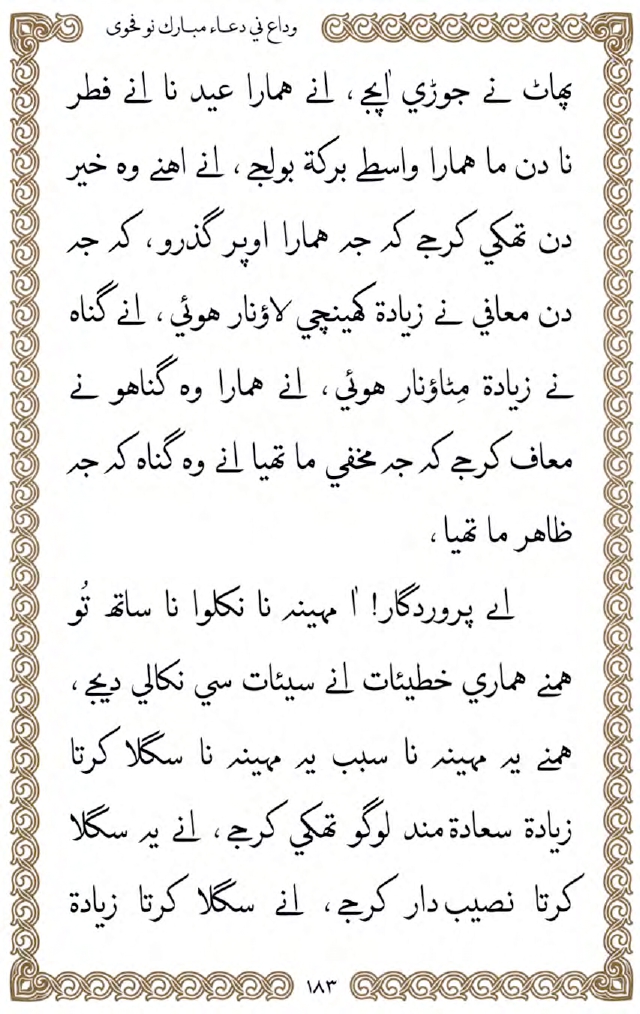 وداع ني دعاء مبارك نو فحوى
پھاٹ نے جوڑي اٰپجے، انے همارا عيد نا انے فطر
نا دن ما همارا واسطے بركة بولجے، انے اهنے وه خير
دن تھكي كرجے كہ جہ همارا اوپر گذرو، كہ جہ
دن معافي نے زيادة كھينچي لاؤنار هوئي، انے گناه
نے زيادة مِٹاؤنار هوئي، انے همارا وه گناهو نے
معاف كرجے كہ جہ مخفي ما تھيا انے وه گناه كہ جہ
ظاهر ما تھيا،
اے پروردگار! اٰ مهينہ نا نكلوا نا ساتھ تُو
همنے هماري خطيئات انے سيئات سي نكالي ديجے،
همنے يہ مهينہ نا سبب يہ مهينہ نا سگلا كرتا
زيادة سعادة مند لوگو تھكي كرجے، انے يہ سگلا
كرتا نصيب دار كرجے، انے سگلا كرتا زيادة
١٨٣